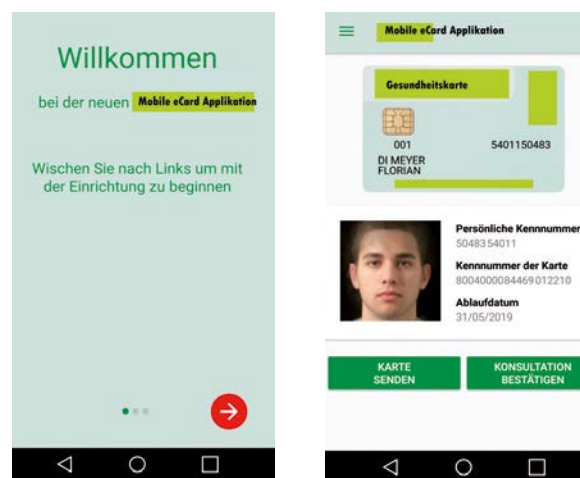 Willkommen
bei der neuen Mobile eCard Applikation
Wischen Sie nach Links um mit
der Einrichtung zu beginnen
Mobile eCard Applikation
Gesundheitskarte
001 5401150483
DI MEYER
FLORIAN
Persönliche Kennnummer
5048354011
Kennnummer der Karte
8004000084469012210
Ablaufdatum
31/05/2019
KARTE
SENDEN
KONSULTATION
BESTÄTIGEN